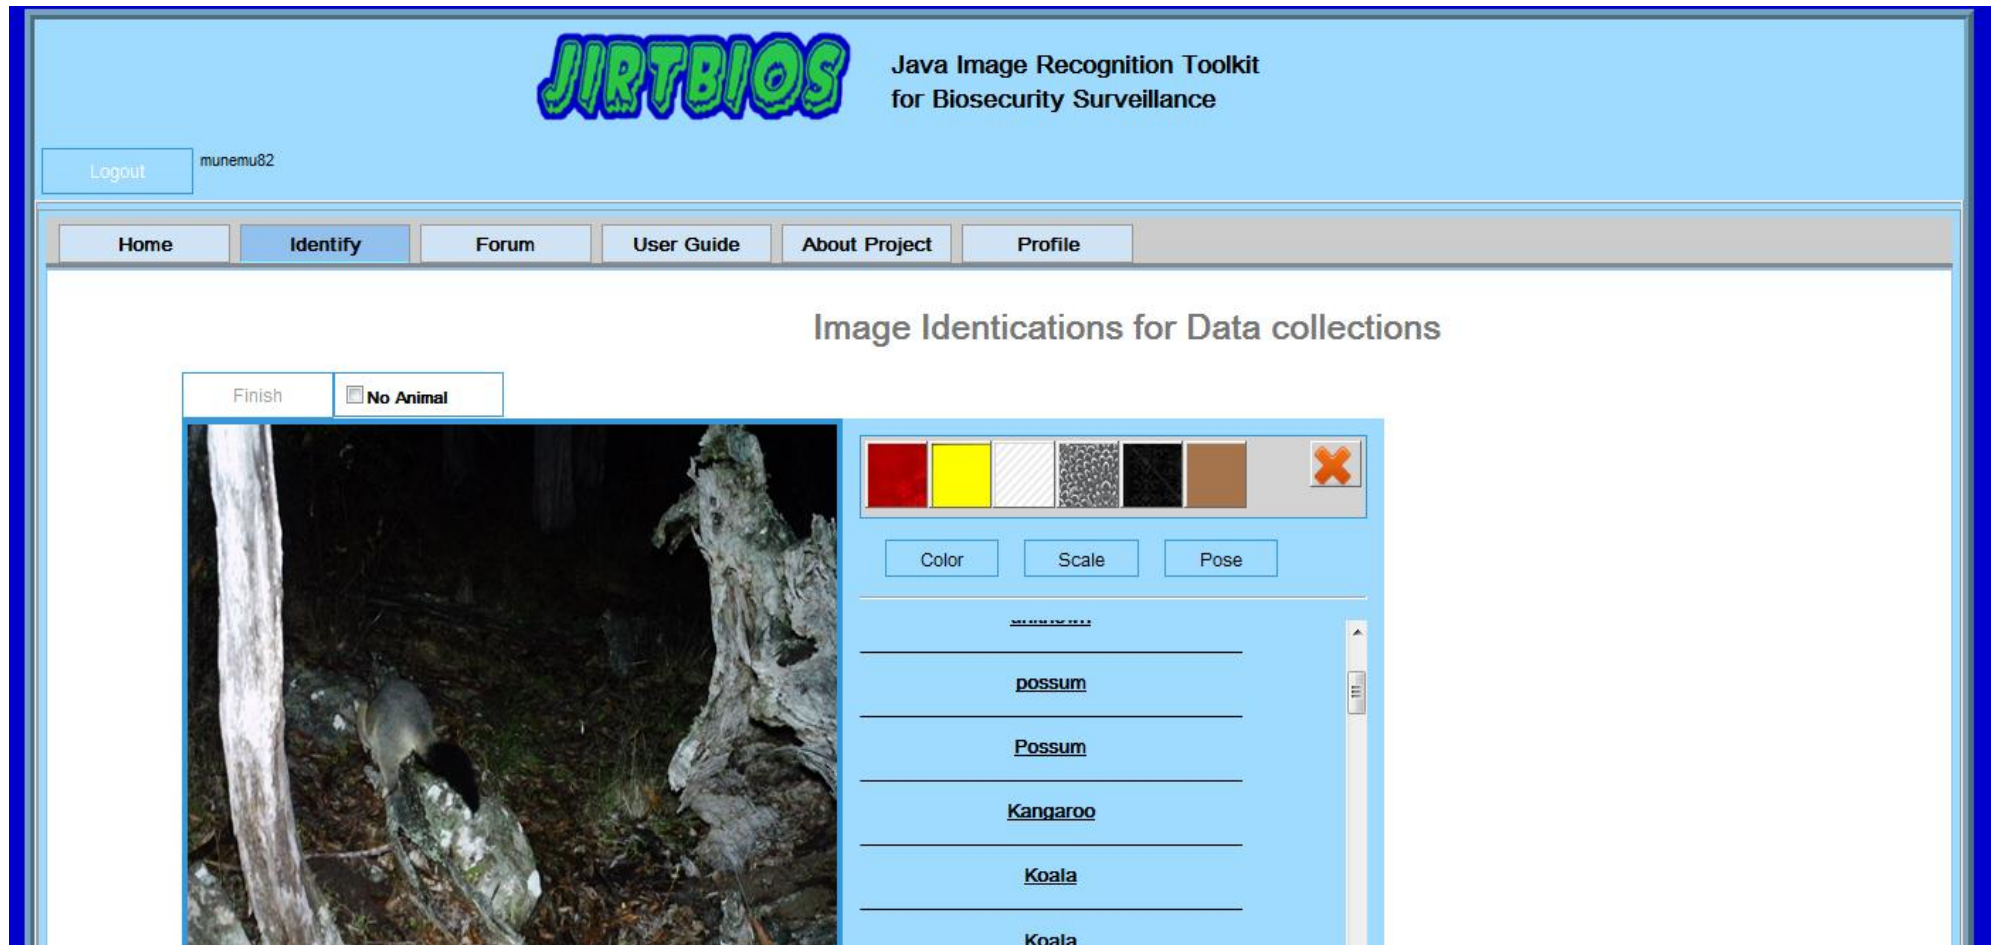 JIRTBIOS
Java Image Recognition Toolkit
for Biosecurity Surveillance
Logout
munemu82
Home
Identify
Forum
User Guide
About Project
Profile
Image Identications for Data collections
Finish
No Animal
Color
Scale
Pose
unknown
possum
Possum
Kangaroo
Koala
Koala